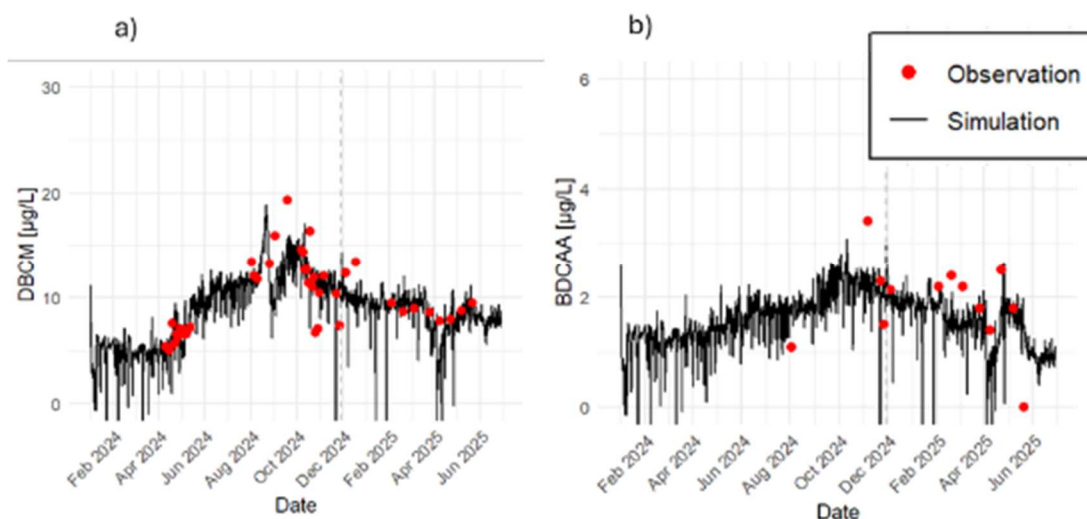 a)
b)
Observation
Simulation
DBCM [µg/L]
30
20
10
0
Feb 2024
Apr 2024
Jun 2024
Aug 2024
Oct 2024
Dec 2024
Feb 2025
Apr 2025
Jun 2025
Date
BDCAA [µg/L]
6
4
2
0
Feb 2024
Apr 2024
Jun 2024
Aug 2024
Oct 2024
Dec 2024
Feb 2025
Apr 2025
Jun 2025
Date